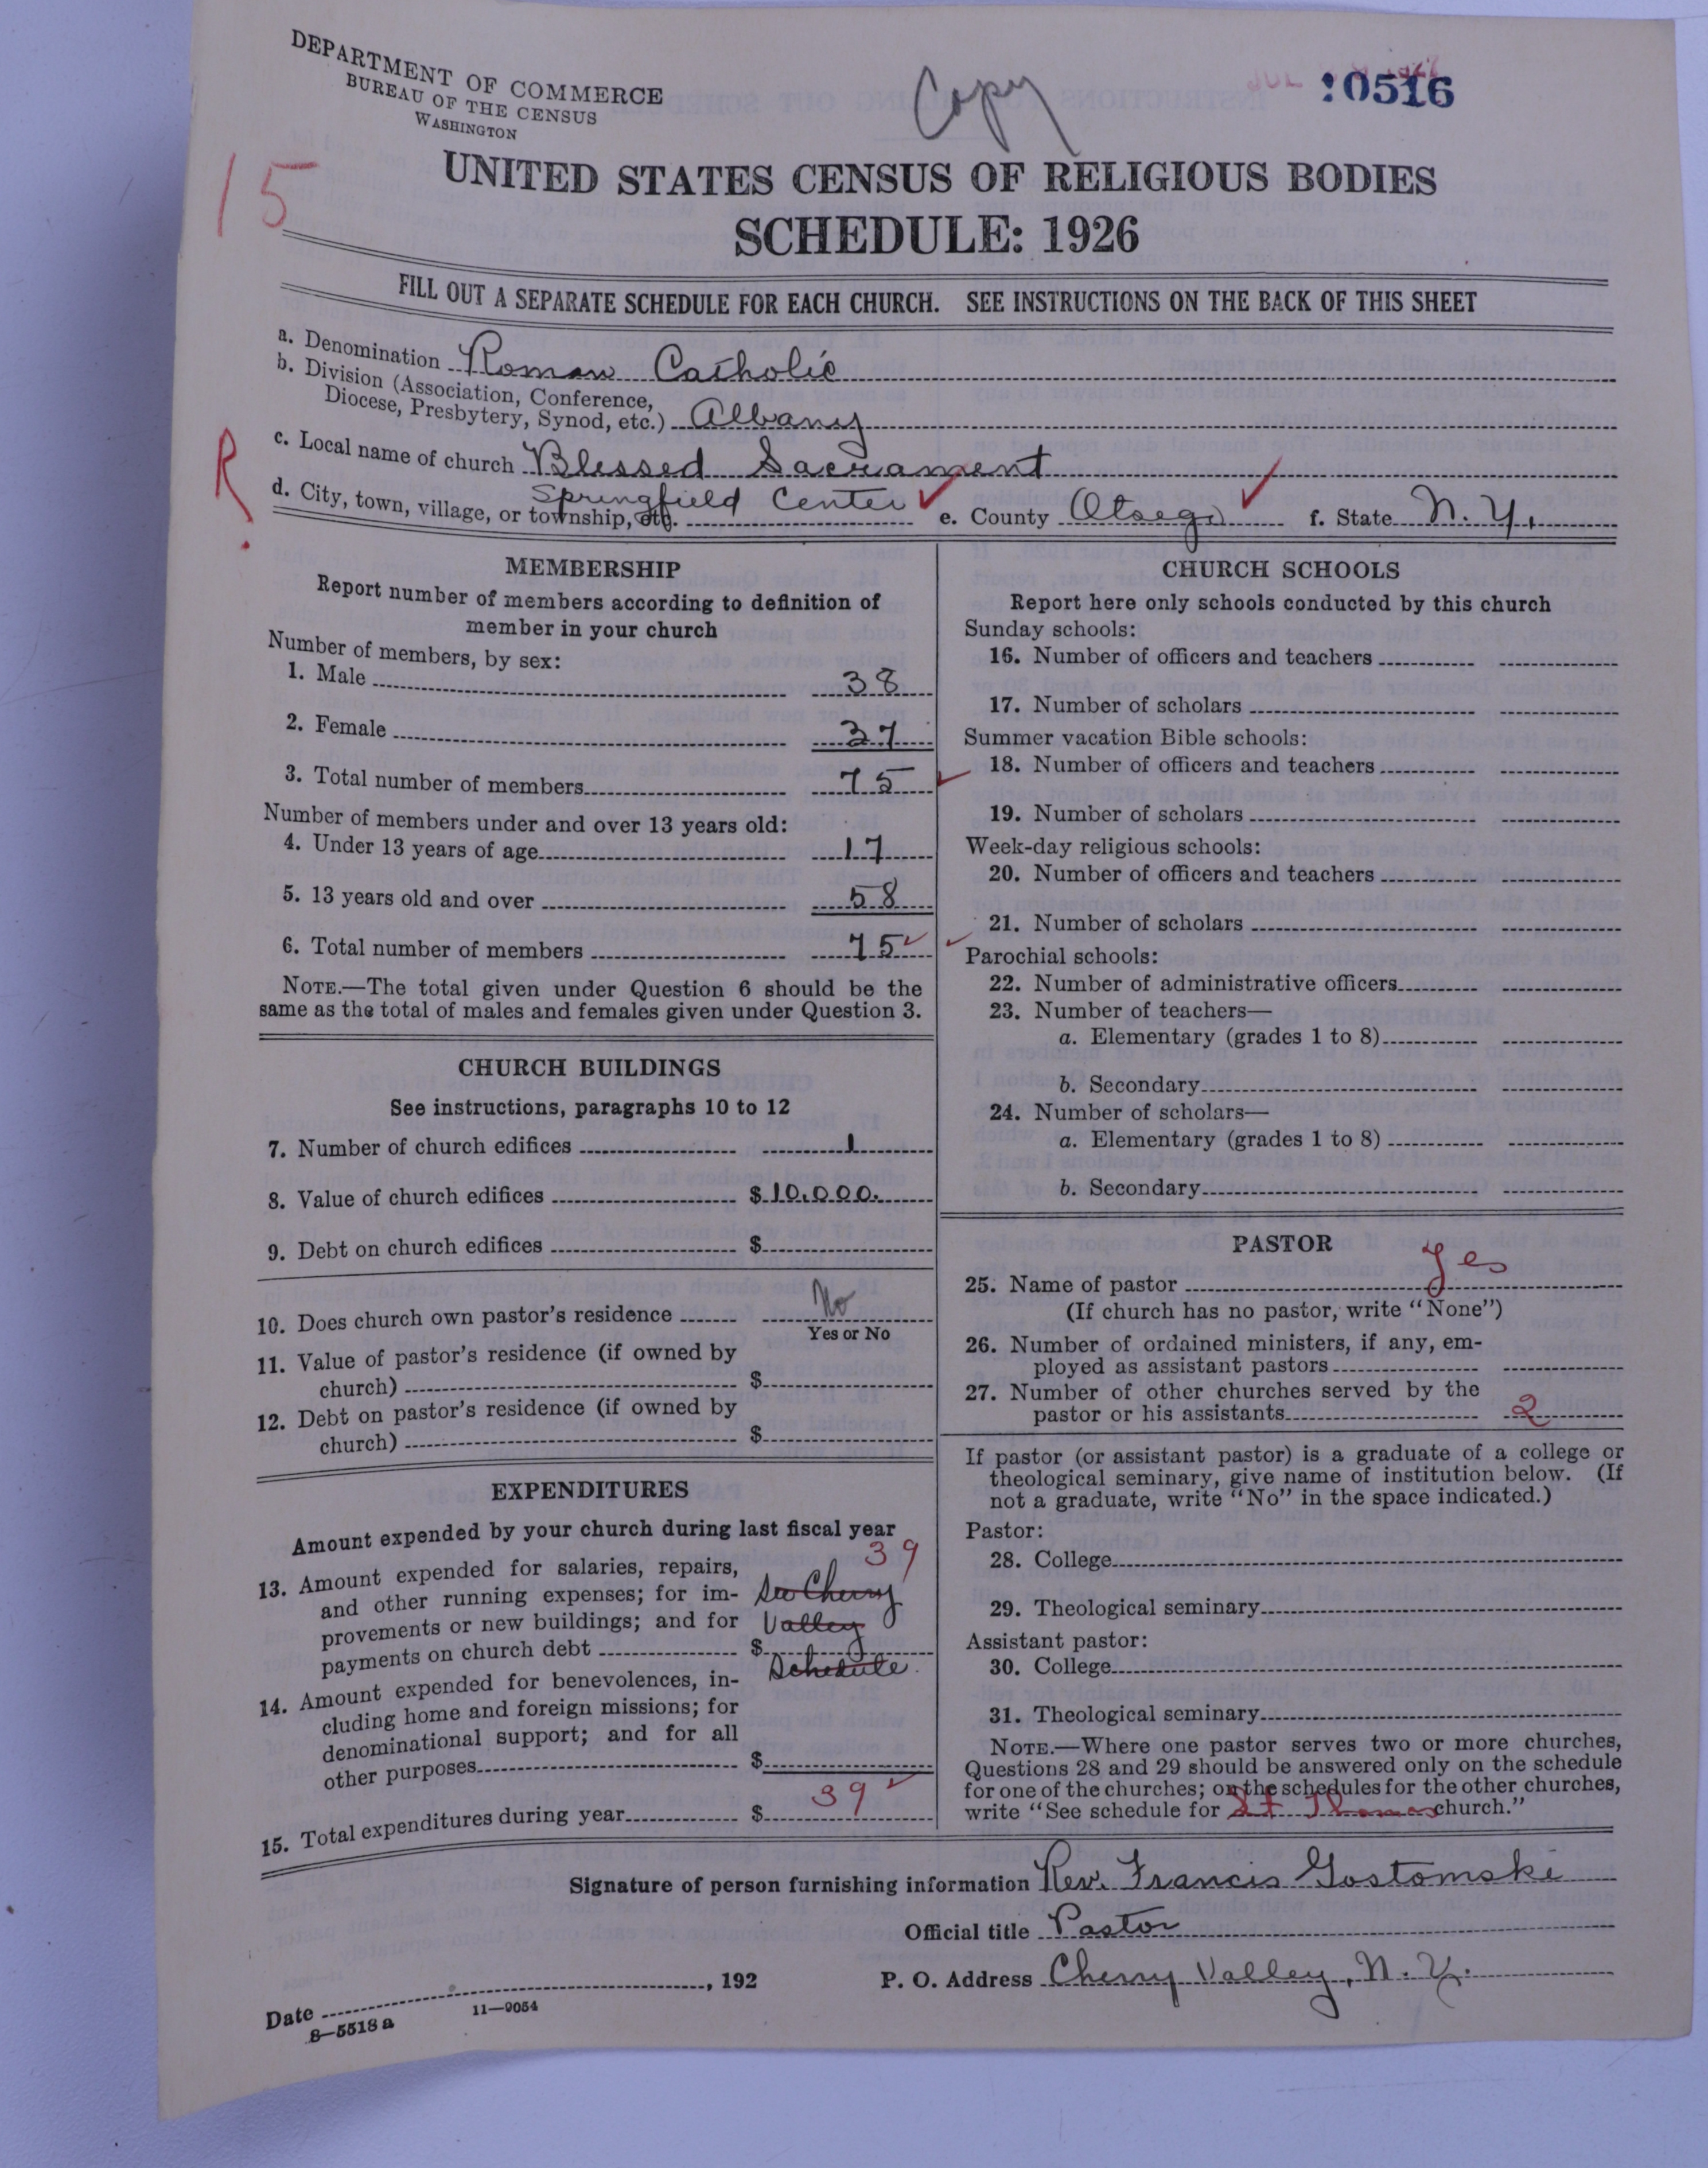 DEPARTMENT OF COMMERCE
BUREAU OF THE CENSUS
WASHINGTON
Copy
10516
15
UNITED STATES CENSUS OF RELIGIOUS BODIES
SCHEDULE: 1926
FILL OUT A SEPARATE SCHEDULE FOR EACH CHURCH. SEE INSTRUCTIONS ON THE BACK OF THIS SHEET
a. Denomination Roman Catholic
b. Division (Association, Conference,
Diocese, Presbytery, Synod, etc.) Albany
R.
c. Local name of church Blessed Sacrament
d. City, town, village, or township, etc. Springfield Center e. County Otsego f. State N. Y.
MEMBERSHIP
Report number of members according to definition of
member in your church
Number of members, by sex:
1. Male 38
2. Female 37
3. Total number of members 75
Number of members under and over 13 years old:
4. Under 13 years of age 17
5. 13 years old and over 58
6. Total number of members 75
NOTE.—The total given under Question 6 should be the
same as the total of males and females given under Question 3.
CHURCH BUILDINGS
See instructions, paragraphs 10 to 12
7. Number of church edifices 1
8. Value of church edifices $10,000.
9. Debt on church edifices $
10. Does church own pastor's residence No
Yes or No
11. Value of pastor's residence (if owned by
church) $
12. Debt on pastor's residence (if owned by
church) $
EXPENDITURES
Amount expended by your church during last fiscal year
39
13. Amount expended for salaries, repairs,
and other running expenses; for im- See Cherry
provements or new buildings; and for Valley
payments on church debt $
Schedule.
14. Amount expended for benevolences, in-
cluding home and foreign missions; for
denominational support; and for all
other purposes $
15. Total expenditures during year $ 39
CHURCH SCHOOLS
Report here only schools conducted by this church
Sunday schools:
16. Number of officers and teachers
17. Number of scholars
Summer vacation Bible schools:
18. Number of officers and teachers
19. Number of scholars
Week-day religious schools:
20. Number of officers and teachers
21. Number of scholars
Parochial schools:
22. Number of administrative officers
23. Number of teachers—
a. Elementary (grades 1 to 8)
b. Secondary
24. Number of scholars—
a. Elementary (grades 1 to 8)
b. Secondary
PASTOR
25. Name of pastor Yes
(If church has no pastor, write "None")
26. Number of ordained ministers, if any, em-
ployed as assistant pastors
27. Number of other churches served by the
pastor or his assistants 2
If pastor (or assistant pastor) is a graduate of a college or
theological seminary, give name of institution below. (If
not a graduate, write "No" in the space indicated.)
Pastor:
28. College
29. Theological seminary
Assistant pastor:
30. College
31. Theological seminary
NOTE.—Where one pastor serves two or more churches,
Questions 28 and 29 should be answered only on the schedule
for one of the churches; on the schedules for the other churches,
write "See schedule for St Thomas church."
Signature of person furnishing information Rev. Francis Gostomski
Official title Pastor
Date , 192
P. O. Address Cherry Valley, N. Y.
8—5518 a
11—9054